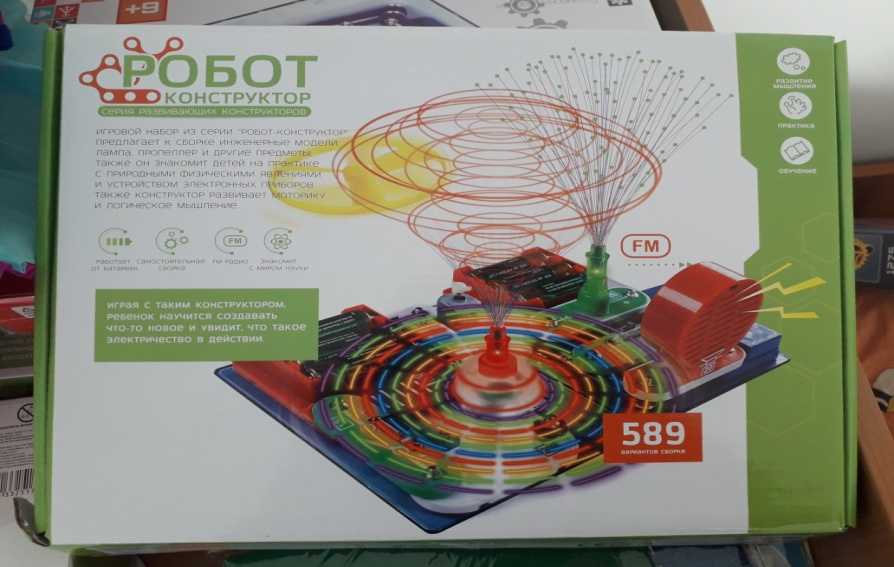 +9
РОБОТ
КОНСТРУКТОР
СЕРИЯ РАЗВИВАЮЩИХ КОНСТРУКТОРОВ
ИГРОВОЙ НАБОР ИЗ СЕРИИ "РОБОТ-КОНСТРУКТОР"
ПРЕДЛАГАЕТ К СБОРКЕ ИНЖЕНЕРНЫЕ МОДЕЛИ
ЛАМПА, ПРОПЕЛЛЕР И ДРУГИЕ ПРЕДМЕТЫ.
ТАКЖЕ ОН ЗНАКОМИТ ДЕТЕЙ НА ПРАКТИКЕ
С ПРИРОДНЫМИ ФИЗИЧЕСКИМИ ЯВЛЕНИЯМИ
И УСТРОЙСТВОМ ЭЛЕКТРОННЫХ ПРИБОРОВ.
ТАКЖЕ КОНСТРУКТОР РАЗВИВАЕТ МОТОРИКУ
И ЛОГИЧЕСКОЕ МЫШЛЕНИЕ
FM
РАБОТАЕТ ОТ БАТАРЕЕК
САМОСТОЯТЕЛЬНАЯ СБОРКА
FM РАДИО
ЗНАКОМИТ С МИРОМ НАУКИ
ИГРАЯ С ТАКИМ КОНСТРУКТОРОМ,
РЕБЕНОК НАУЧИТСЯ СОЗДАВАТЬ
ЧТО-ТО НОВОЕ И УВИДИТ, ЧТО ТАКОЕ
ЭЛЕКТРИЧЕСТВО В ДЕЙСТВИИ.
FM
589
ВАРИАНТОВ СБОРКИ
РАЗВИТИЕ
МЫШЛЕНИЯ
ПРАКТИКА
ОБУЧЕНИЕ